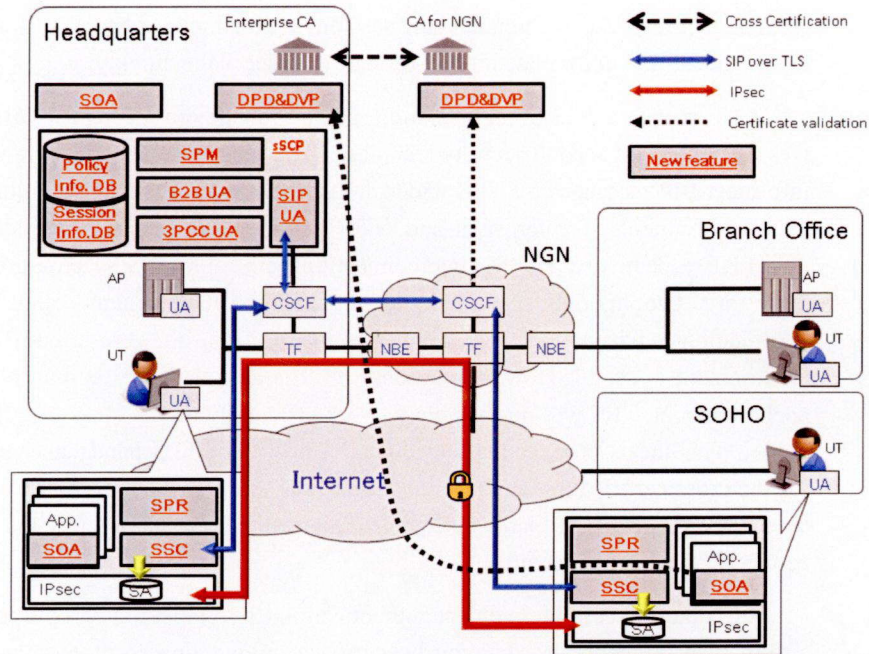 Headquarters
Enterprise CA
CA for NGN
Cross Certification
SIP over TLS
IPsec
Certificate validation
New feature
SOA
DPD&DVP
DPD&DVP
Policy
Info. DB
Session
Info.DB
SPM
B2BUA
3PCCUA
sSCP
SIP
UA
Branch Office
NGN
AP
UA
UT
UA
CSCF
TF
NBE
CSCF
TF
NBE
AP
UA
UT
UA
SOHO
UT
UA
Internet
App.
SOA
SPR
SSC
IPsec
SA
SPR
SSC
App.
SOA
SA
IPsec